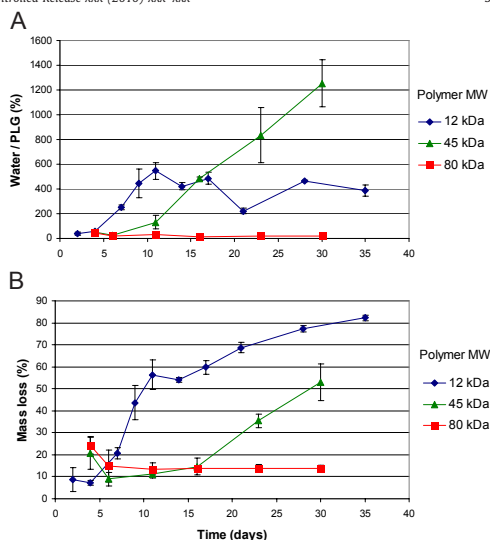 A
1600
1400
1200
1000
800
600
400
200
0
0 5 10 15 20 25 30 35 40
Water / PLG (%)
Polymer MW
12 kDa
45 kDa
80 kDa
B
90
80
70
60
50
40
30
20
10
0
0 5 10 15 20 25 30 35 40
Mass loss (%)
Time (days)
Polymer MW
12 kDa
45 kDa
80 kDa